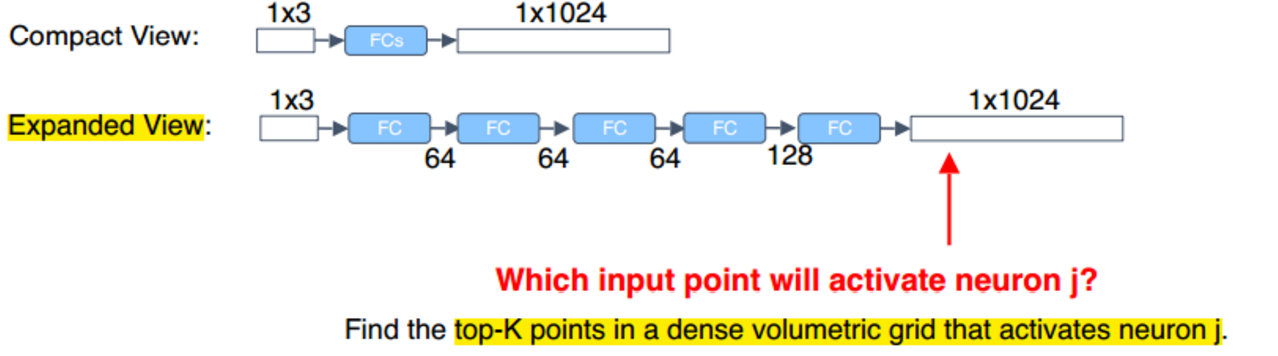 1x3 1x1024
Compact View: FCs
1x3 1x1024
Expanded View: FC FC FC FC FC
64 64 64 128
Which input point will activate neuron j?
Find the top-K points in a dense volumetric grid that activates neuron j.